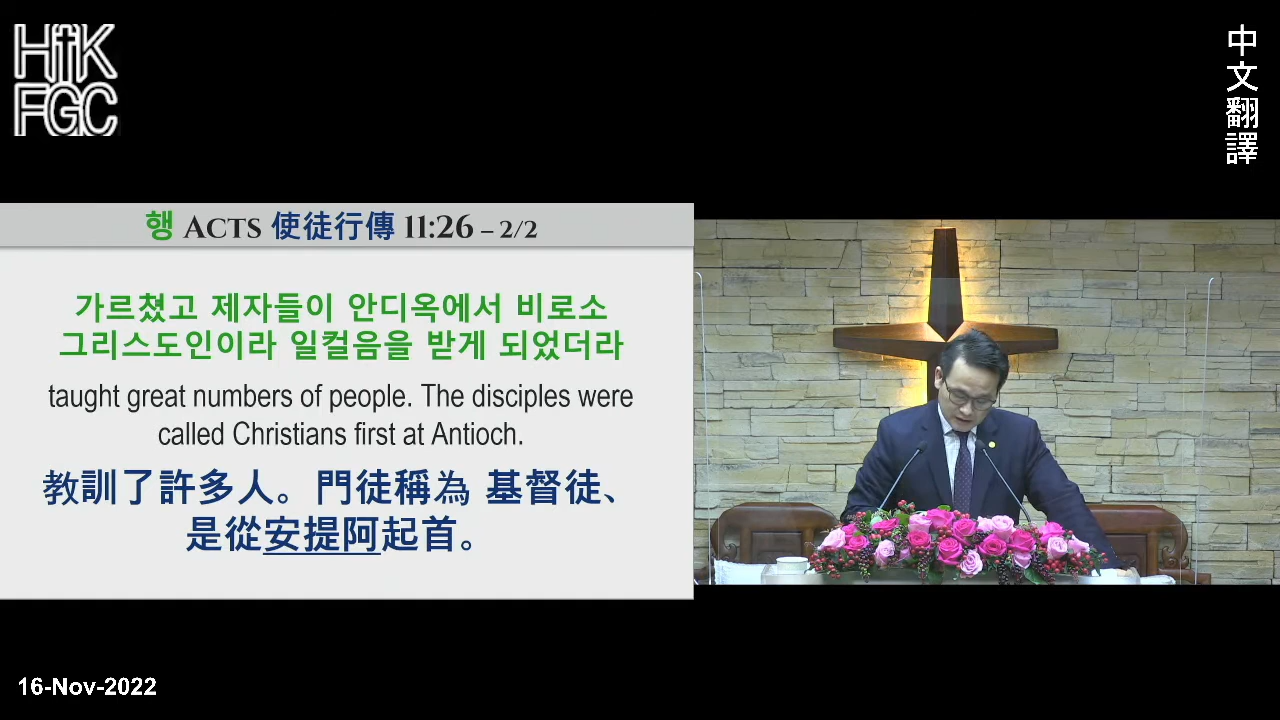 HKFGC
中文翻譯
행 ACTS 使徒行傳 11:26 – 2/2
가르쳤고 제자들이 안디옥에서 비로소
그리스도인이라 일컬음을 받게 되었더라
taught great numbers of people. The disciples were
called Christians first at Antioch.
教訓了許多人。門徒稱為 基督徒、
是從安提阿起首。
16-Nov-2022